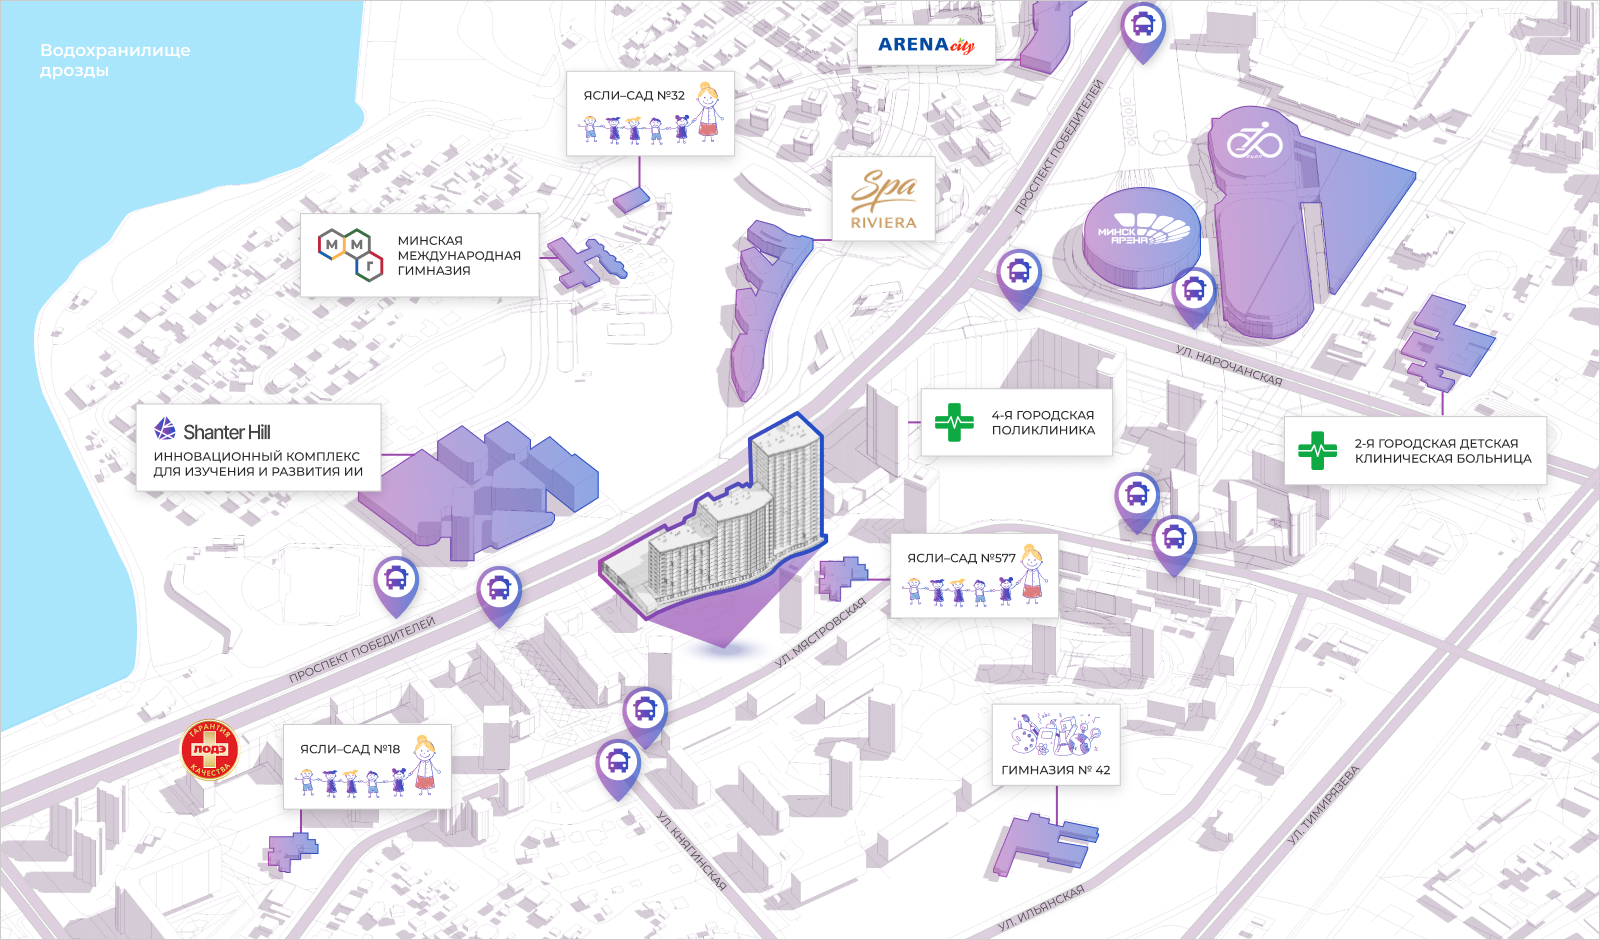 Водохранилище
дрозды
ARENAcity
ЯСЛИ–САД №32
ПРОСПЕКТ ПОБЕДИТЕЛЕЙ
Spa
RIVIERA
МИНСК
АРЕНА
М М
Г
МИНСКАЯ
МЕЖДУНАРОДНАЯ
ГИМНАЗИЯ
УЛ. НАРОЧАНСКАЯ
4-Я ГОРОДСКАЯ
ПОЛИКЛИНИКА
Shanter Hill
ИННОВАЦИОННЫЙ КОМПЛЕКС
ДЛЯ ИЗУЧЕНИЯ И РАЗВИТИЯ ИИ
2-Я ГОРОДСКАЯ ДЕТСКАЯ
КЛИНИЧЕСКАЯ БОЛЬНИЦА
ЯСЛИ–САД №577
ПРОСПЕКТ ПОБЕДИТЕЛЕЙ
УЛ. МЯСТРОВСКАЯ
ГАРАНТИЯ
ЛОДЭ
КАЧЕСТВА
ЯСЛИ–САД №18
ГИМНАЗИЯ № 42
УЛ. ТИМИРЯЗЕВА
УЛ. КНЯГИНСКАЯ
УЛ. ИЛЬЯНСКАЯ